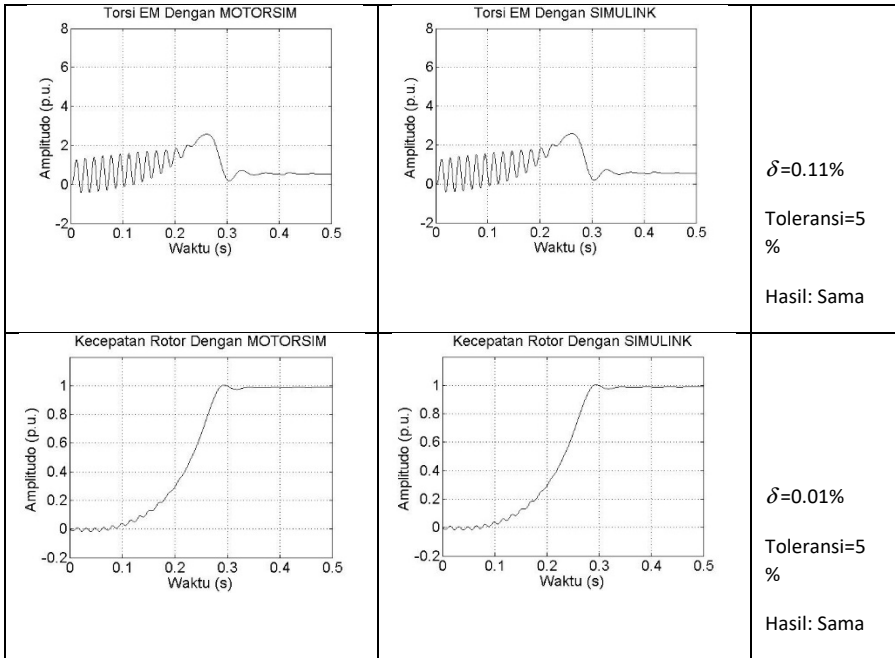 Torsi EM Dengan MOTORSIM
8
6
4
2
0
-2
Amplitudo (p.u.)
0 0.1 0.2 0.3 0.4 0.5
Waktu (s)
Torsi EM Dengan SIMULINK
8
6
4
2
0
-2
Amplitudo (p.u.)
0 0.1 0.2 0.3 0.4 0.5
Waktu (s)
δ=0.11%
Toleransi=5
%
Hasil: Sama
Kecepatan Rotor Dengan MOTORSIM
1
0.8
0.6
0.4
0.2
0
-0.2
Amplitudo (p.u.)
0 0.1 0.2 0.3 0.4 0.5
Waktu (s)
Kecepatan Rotor Dengan SIMULINK
1
0.8
0.6
0.4
0.2
0
-0.2
Amplitudo (p.u.)
0 0.1 0.2 0.3 0.4 0.5
Waktu (s)
δ=0.01%
Toleransi=5
%
Hasil: Sama